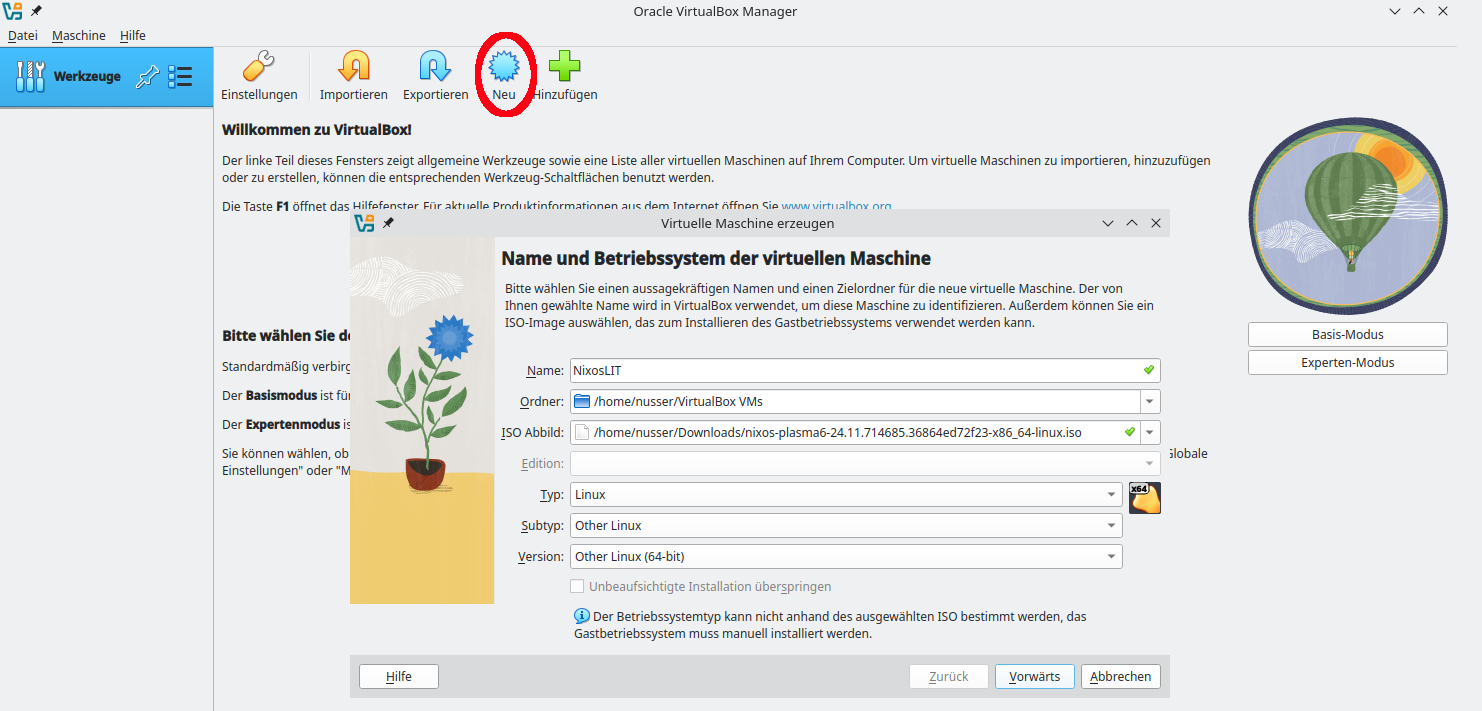 Oracle VirtualBox Manager
Datei Maschine Hilfe
Werkzeuge
Einstellungen Importieren Exportieren Neu Hinzufügen
Willkommen zu VirtualBox!
Der linke Teil dieses Fensters zeigt allgemeine Werkzeuge sowie eine Liste aller virtuellen Maschinen auf Ihrem Computer. Um virtuelle Maschinen zu importieren, hinzuzufügen
oder zu erstellen, können die entsprechenden Werkzeug-Schaltflächen benutzt werden.
Die Taste F1 öffnet das Hilfefenster. Für aktuelle Produktinformationen aus dem Internet öffnen Sie www.virtualbox.org
Virtuelle Maschine erzeugen
Name und Betriebssystem der virtuellen Maschine
Bitte wählen Sie einen aussagekräftigen Namen und einen Zielordner für die neue virtuelle Maschine. Der von
Ihnen gewählte Name wird in VirtualBox verwendet, um diese Maschine zu identifizieren. Außerdem können Sie ein
ISO-Image auswählen, das zum Installieren des Gastbetriebssystems verwendet werden kann.
Name: NixosLIT
Ordner: /home/nusser/VirtualBox VMs
ISO Abbild: /home/nusser/Downloads/nixos-plasma6-24.11.714685.36864ed72f23-x86_64-linux.iso
Edition:
Typ: Linux
x64
Subtyp: Other Linux
Version: Other Linux (64-bit)
Unbeaufsichtigte Installation überspringen
Der Betriebssystemtyp kann nicht anhand des ausgewählten ISO bestimmt werden, das
Gastbetriebssystem muss manuell installiert werden.
Hilfe Zurück Vorwärts Abbrechen
Bitte wählen Sie
Standardmäßig
Der Basismodus ist
Der Expertenmodus
Sie können wählen, ob
Globale
Einstellungen" oder "M
Basis-Modus
Experten-Modus